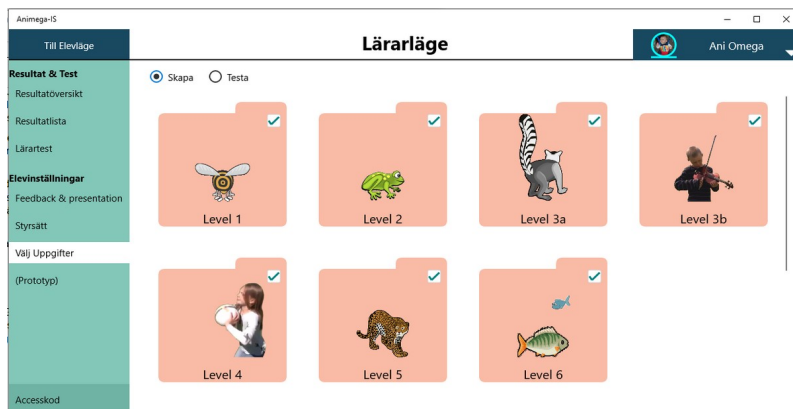 Animega-IS
Till Elevläge
Lärarläge
Ani Omega
Resultat & Test
Resultatöversikt
Resultatlista
Lärartest
Elevinställningar
Feedback & presentation
Styrsätt
Välj Uppgifter
(Prototyp)
Accesskod
Skapa
Testa
Level 1
Level 2
Level 3a
Level 3b
Level 4
Level 5
Level 6